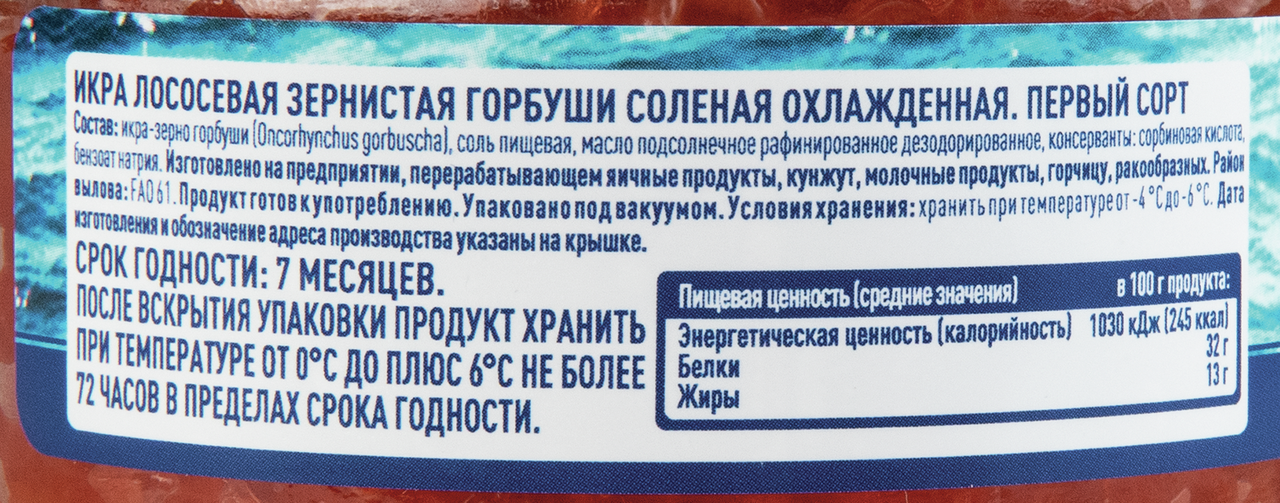 ИКРА ЛОСОСЕВАЯ ЗЕРНИСТАЯ ГОРБУШИ СОЛЕНАЯ ОХЛАЖДЕННАЯ. ПЕРВЫЙ СОРТ
Состав: икра-зерно горбуши (Oncorhynchus gorbuscha), соль пищевая, масло подсолнечное рафинированное дезодорированное, консерванты: сорбиновая кислота,
бензоат натрия. Изготовлено на предприятии, перерабатывающем яичные продукты, кунжут, молочные продукты, горчицу, ракообразных. Район
вылова: FAO 61. Продукт готов к употреблению. Упаковано под вакуумом. Условия хранения: хранить при температуре от -4 °С до -6 °С. Дата
изготовления и обозначение адреса производства указаны на крышке.
СРОК ГОДНОСТИ: 7 МЕСЯЦЕВ.
ПОСЛЕ ВСКРЫТИЯ УПАКОВКИ ПРОДУКТ ХРАНИТЬ
ПРИ ТЕМПЕРАТУРЕ ОТ 0°С ДО ПЛЮС 6°С НЕ БОЛЕЕ
72 ЧАСОВ В ПРЕДЕЛАХ СРОКА ГОДНОСТИ.
Пищевая ценность (средние значения) в 100 г продукта:
Энергетическая ценность (калорийность) 1030 кДж (245 ккал)
Белки 32 г
Жиры 13 г